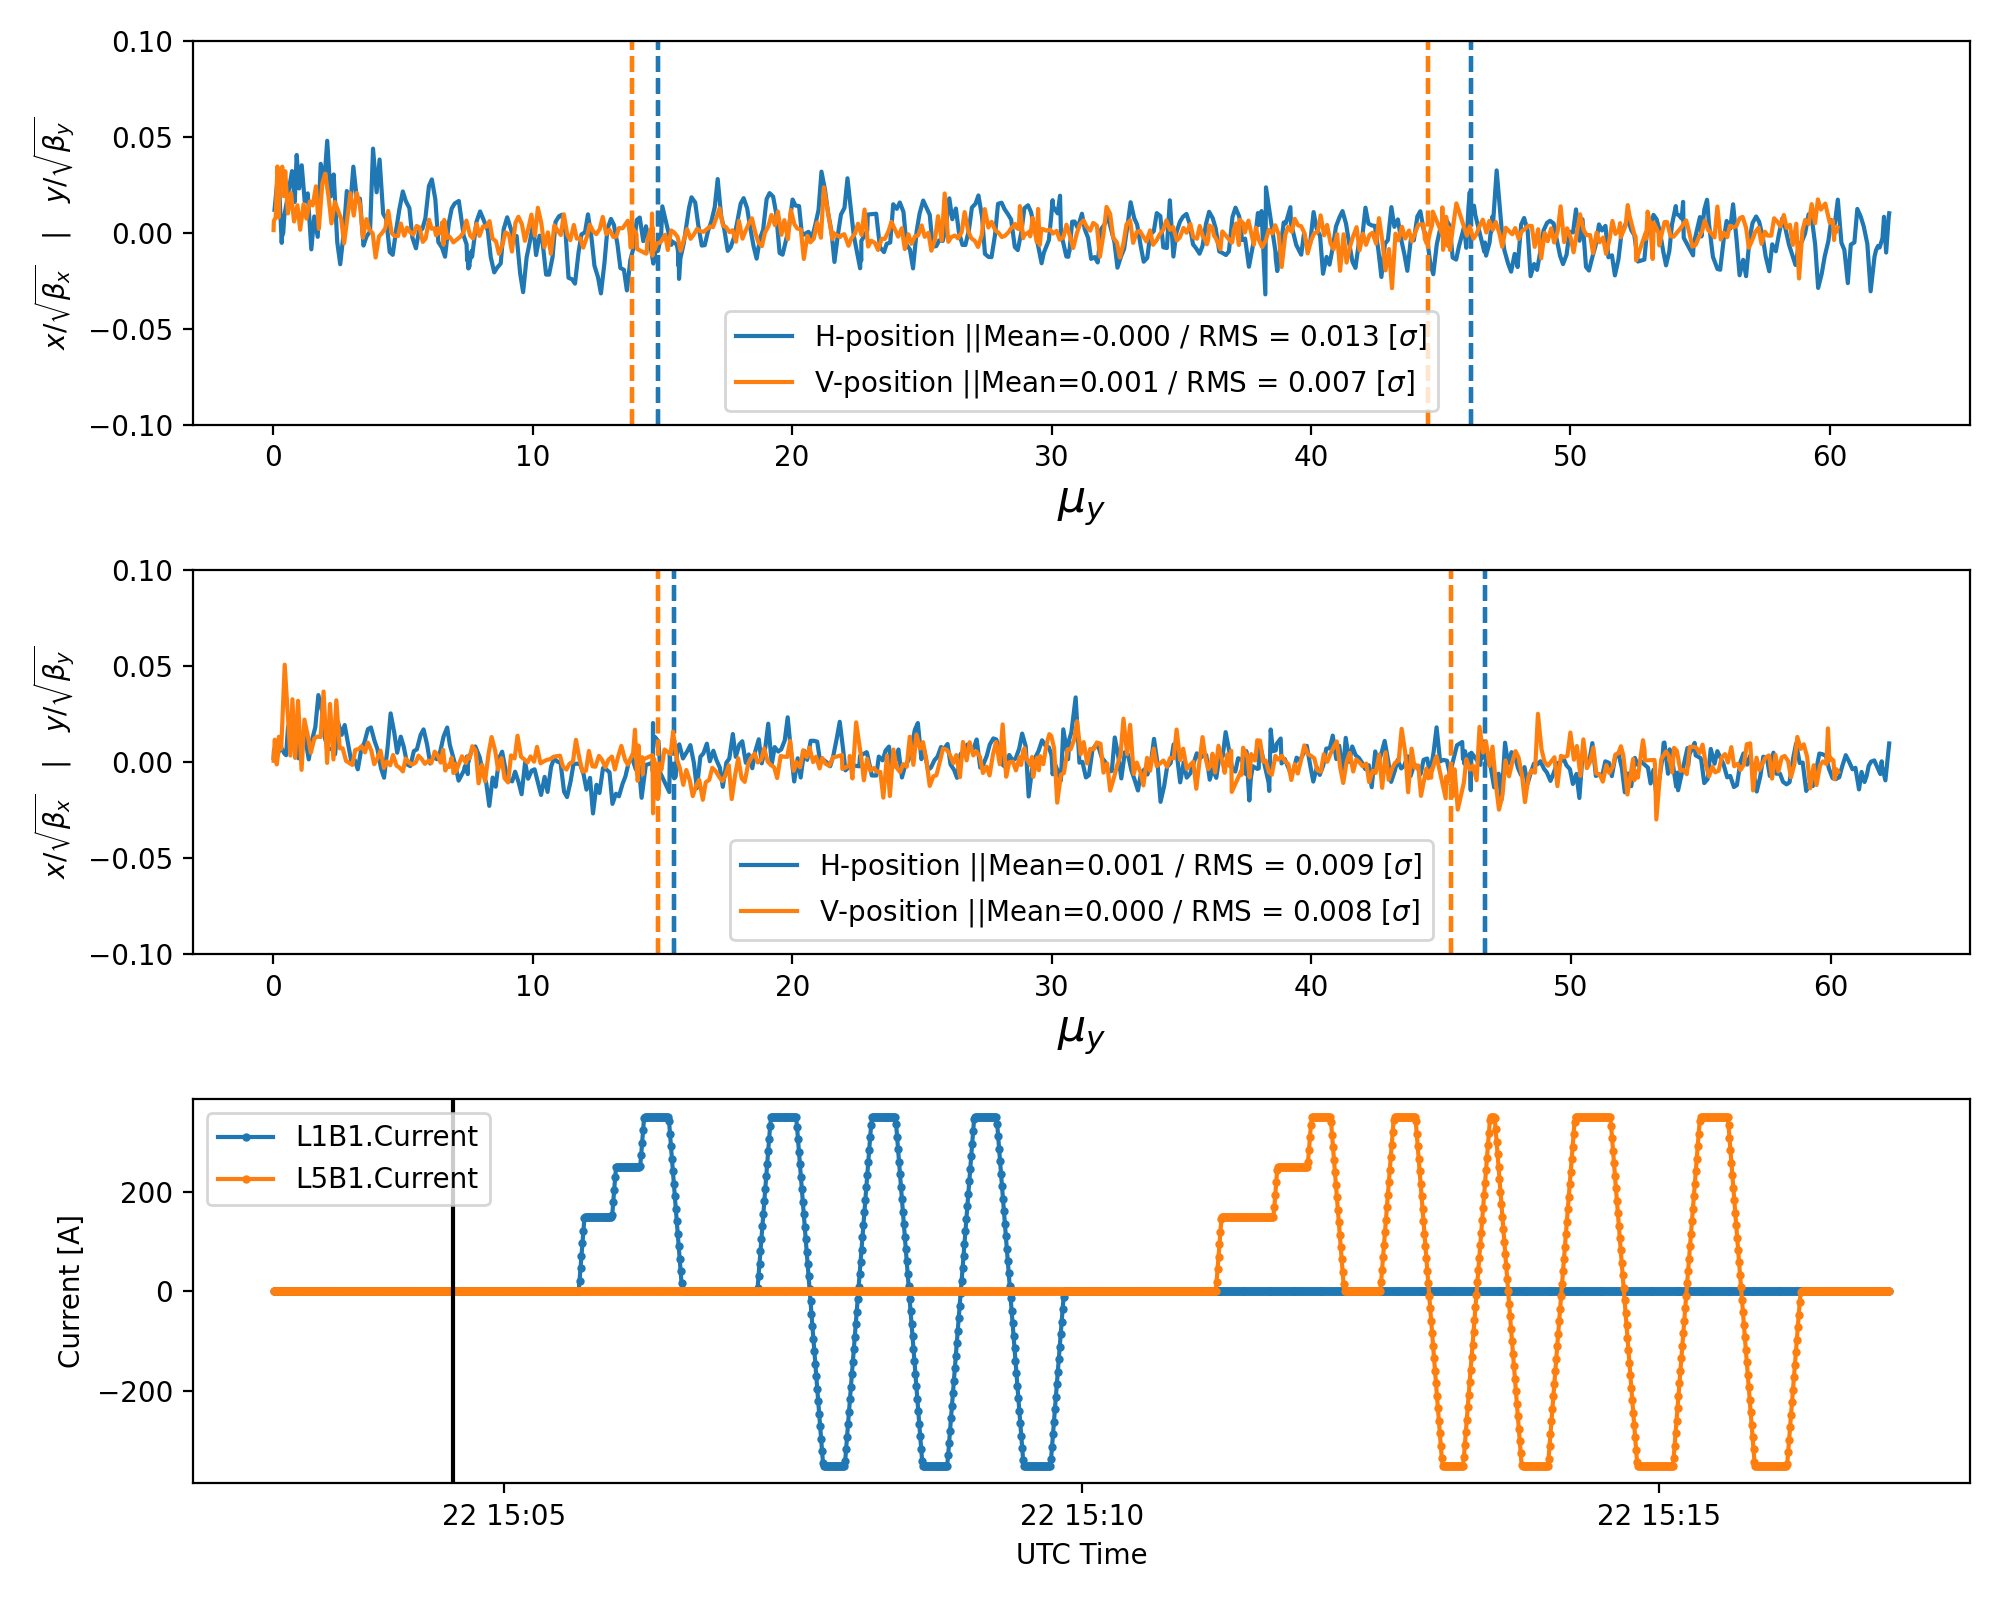 0.10
0.05
0.00
−0.05
−0.10
x/√βx | y/√βy
H-position ||Mean=-0.000 / RMS = 0.013 [σ]
V-position ||Mean=0.001 / RMS = 0.007 [σ]
0 10 20 30 40 50 60
μy
0.10
0.05
0.00
−0.05
−0.10
x/√βx | y/√βy
H-position ||Mean=0.001 / RMS = 0.009 [σ]
V-position ||Mean=0.000 / RMS = 0.008 [σ]
0 10 20 30 40 50 60
μy
L1B1.Current
L5B1.Current
200
0
−200
Current [A]
22 15:05 22 15:10 22 15:15
UTC Time